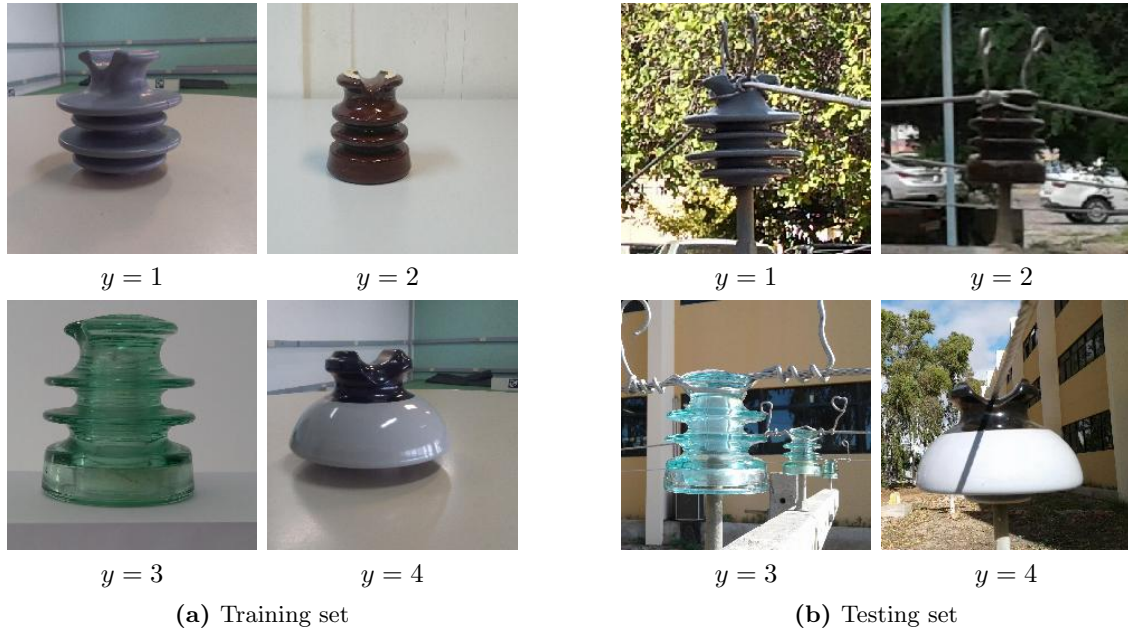 y = 1
y = 2
y = 1
y = 2
y = 3
y = 4
y = 3
y = 4
(a) Training set
(b) Testing set